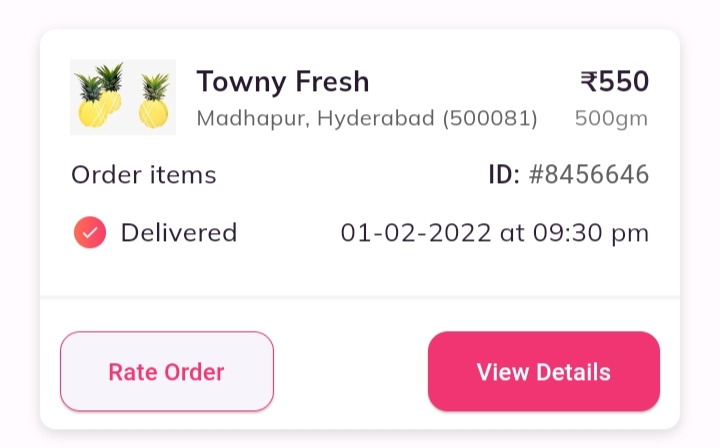 Towny Fresh ₹550
Madhapur, Hyderabad (500081) 500gm
Order items ID: #8456646
Delivered 01-02-2022 at 09:30 pm
Rate Order View Details